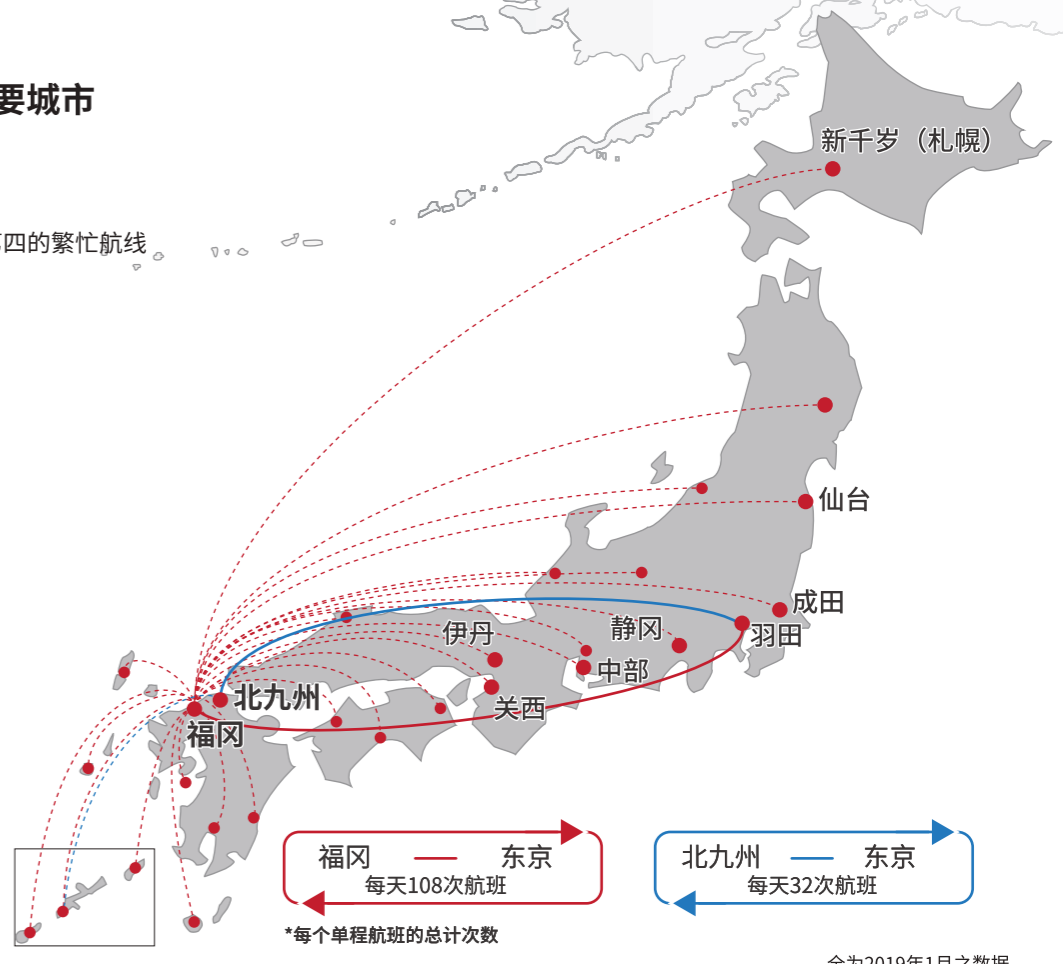 要城市
四的繁忙航线
新千岁（札幌）
仙台
成田
羽田
静冈
伊丹
中部
关西
北九州
福冈
福冈 — 东京
每天108次航班
北九州 — 东京
每天32次航班
*每个单程航班的总计次数